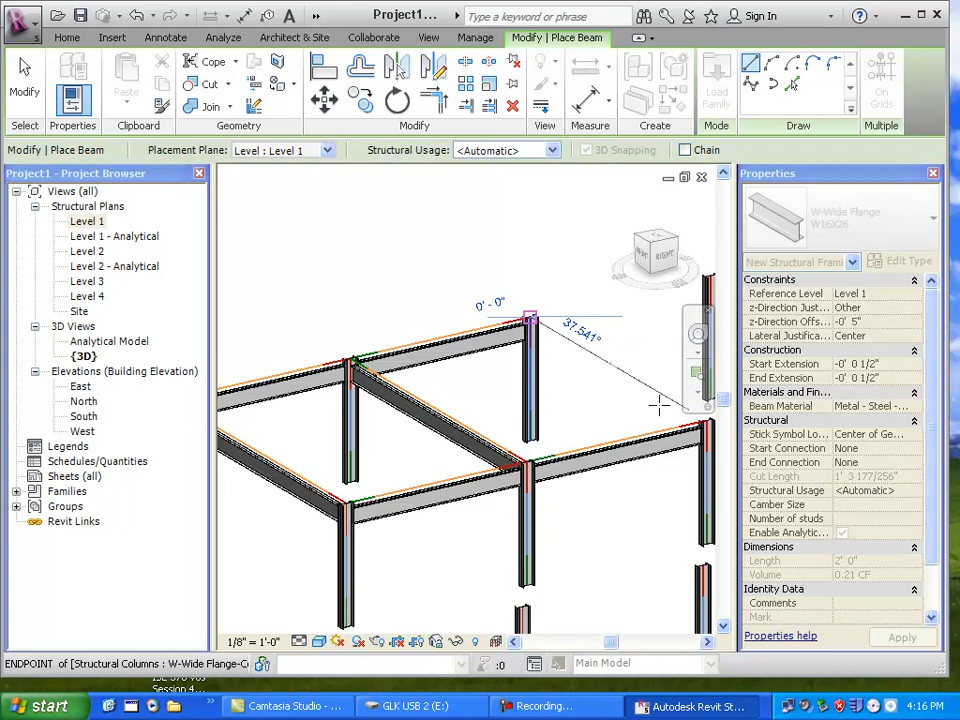 Project1...
Type a keyword or phrase
Sign In
Home Insert Annotate Analyze Architect & Site Collaborate View Manage Modify | Place Beam
Modify
Paste
Cope
Cut
Join
Load
Family
On
Grids
Select Properties Clipboard Geometry Modify View Measure Create Mode Draw Multiple
Modify | Place Beam Placement Plane: Level : Level 1 Structural Usage: <Automatic> 3D Snapping Chain
Project1 - Project Browser
Views (all)
Structural Plans
Level 1
Level 1 - Analytical
Level 2
Level 2 - Analytical
Level 3
Level 4
Site
3D Views
Analytical Model
{3D}
Elevations (Building Elevation)
East
North
South
West
Legends
Schedules/Quantities
Sheets (all)
Families
Groups
Revit Links
RIGHT
0' - 0"
37.541°
1/8" = 1'-0"
Properties
W-Wide Flange
W16X26
New Structural Frami
Edit Type
Constraints
Reference Level Level 1
z-Direction Just... Other
z-Direction Offs... -0' 5"
Lateral Justifica... Center
Construction
Start Extension -0' 0 1/2"
End Extension -0' 0 1/2"
Materials and Fin...
Beam Material Metal - Steel - ...
Structural
Stick Symbol Lo... Center of Ge...
Start Connection None
End Connection None
Cut Length 1' 3 177/256"
Structural Usage <Automatic>
Camber Size
Number of studs
Enable Analytic...
Dimensions
Length 2' 0"
Volume 0.21 CF
Identity Data
Comments
Mark
Properties help Apply
ENDPOINT of [Structural Columns : W-Wide Flange-C
:0
Main Model
Session 4...
start
Camtasia Studio - ...
GLK USB 2 (E:)
Recording...
Autodesk Revit St...
4:16 PM